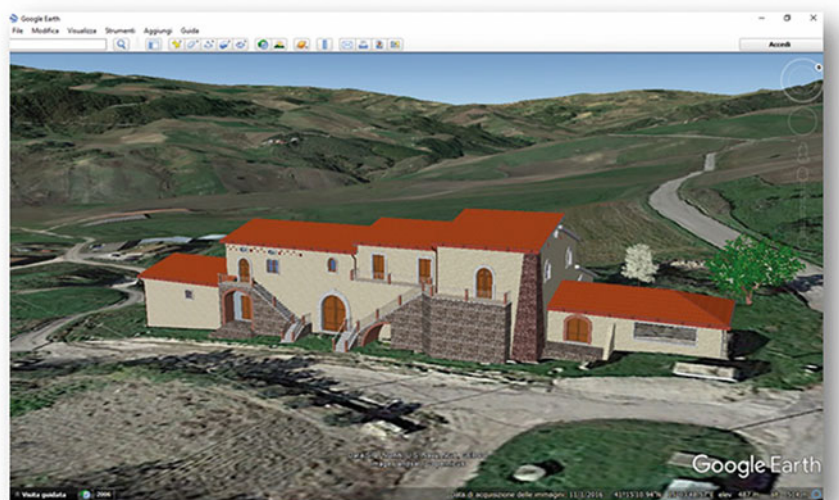 Google Earth
File Modifica Visualizza Strumenti Aggiungi Guida
Accedi
Google Earth
Visita guidata 2006 Data di acquisizione delle immagini: 11/1/2016 elev 487 m